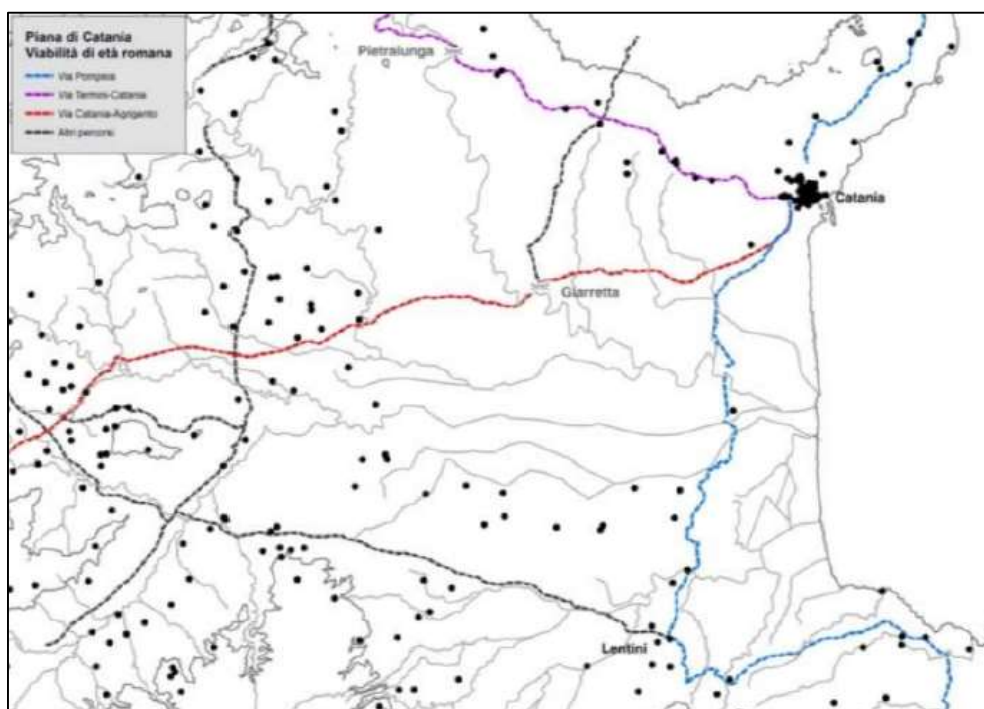 Piana di Catania
Viabilità di età romana
Via Pompeia
Via Termini-Catania
Via Catania-Agrigento
Altri percorsi
Pietralunga
Catania
Giarretta
Lentini